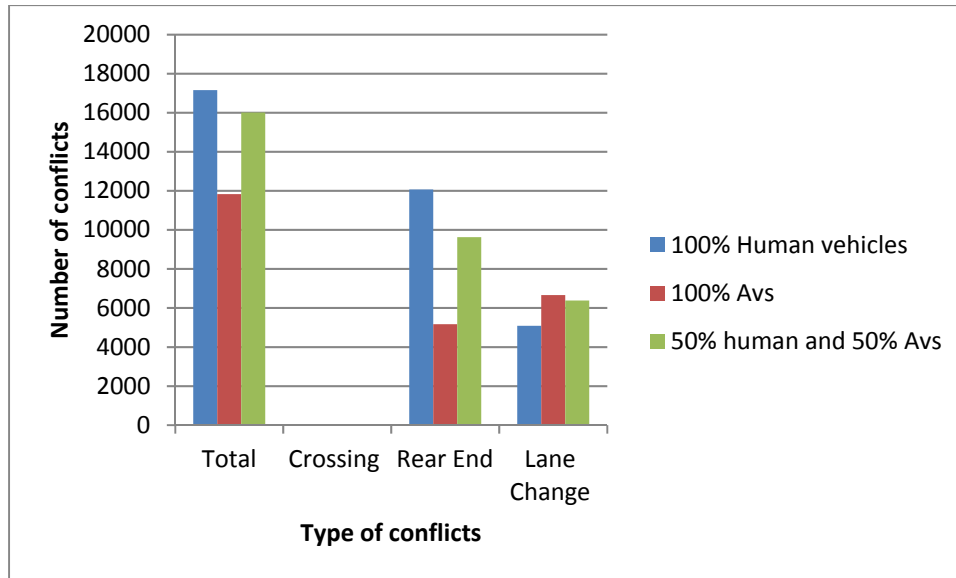 20000
18000
16000
14000
12000
10000
8000
6000
4000
2000
0
Number of conflicts
Total
Crossing
Rear End
Lane
Change
Type of conflicts
100% Human vehicles
100% Avs
50% human and 50% Avs